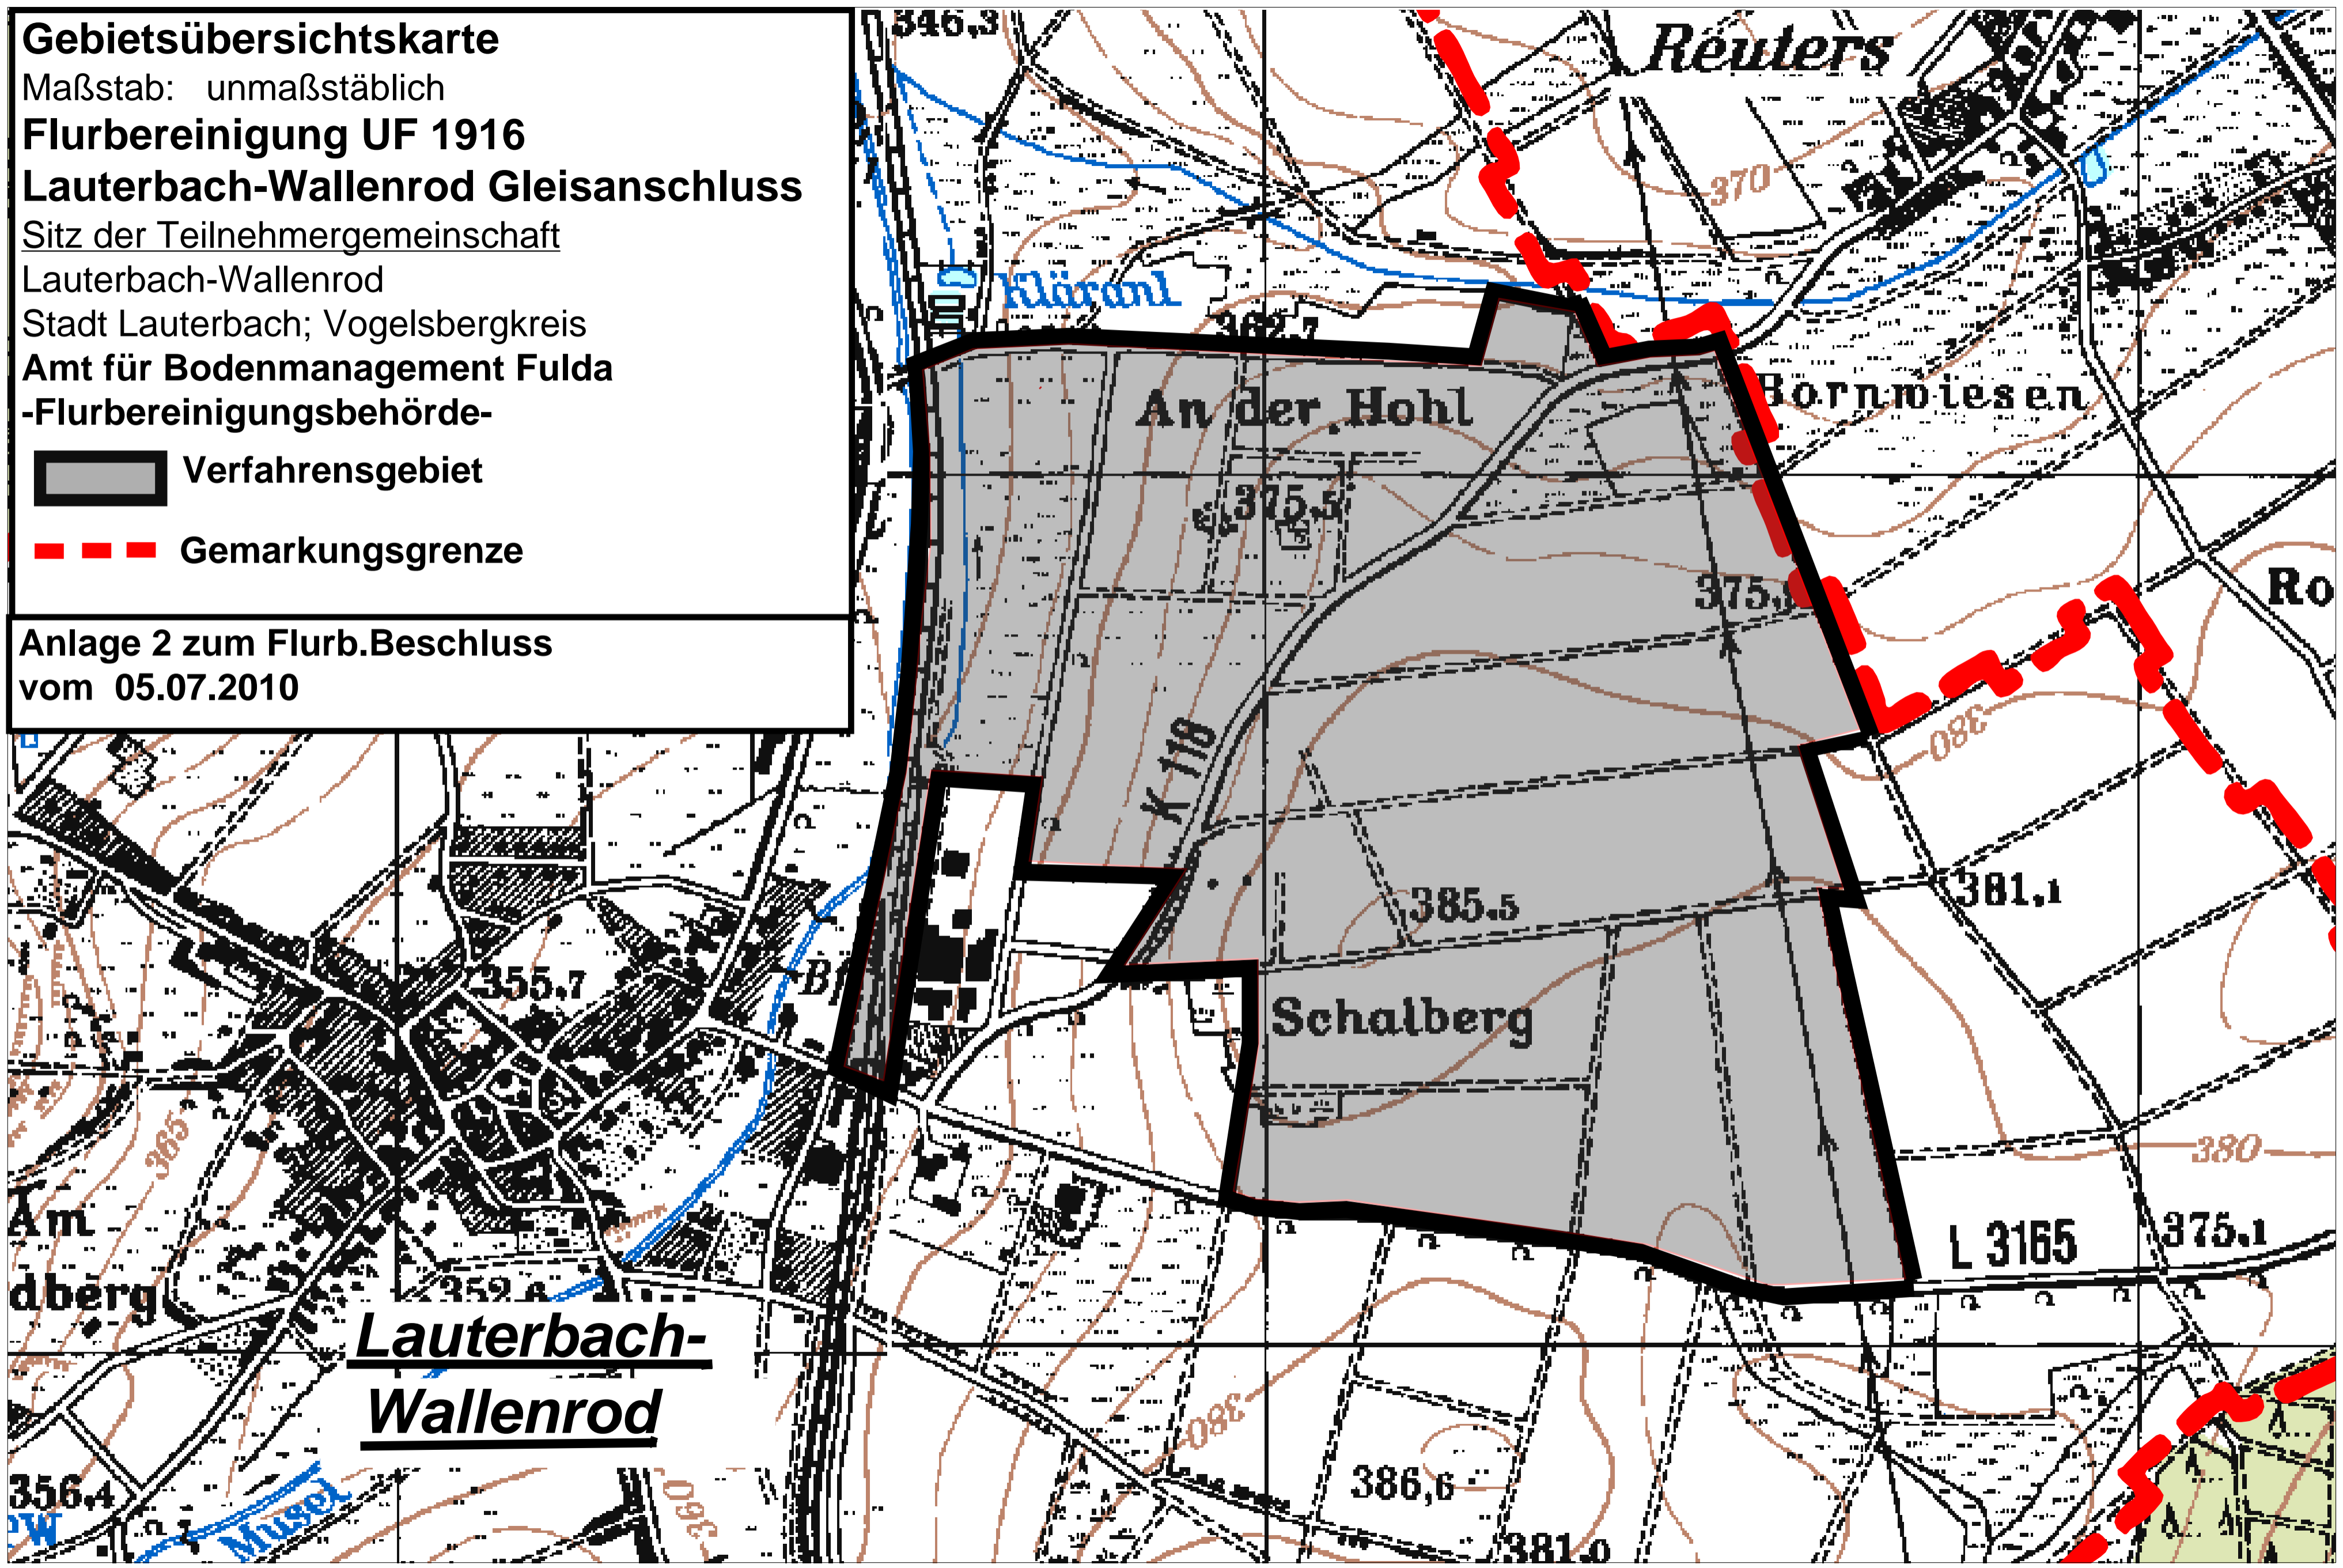 Gebietsübersichtskarte
Maßstab: unmaßstäblich
Flurbereinigung UF 1916
Lauterbach-Wallenrod Gleisanschluss
Sitz der Teilnehmergemeinschaft
Lauterbach-Wallenrod
Stadt Lauterbach; Vogelsbergkreis
Amt für Bodenmanagement Fulda
-Flurbereinigungsbehörde-
Verfahrensgebiet
Gemarkungsgrenze
Anlage 2 zum Flurb.Beschluss
vom 05.07.2010
346.3
Reuters
370
Kläranl
362.7
An der Hohl
Bornwiesen
375.5
375.
Ro
K 118
380
385.5
381.1
355.7
Bf
Schalberg
385
380
Am
dberg
L 3165
375.1
352.6
Lauterbach-
Wallenrod
380
386,6
356.4
Müsel
360
381.0